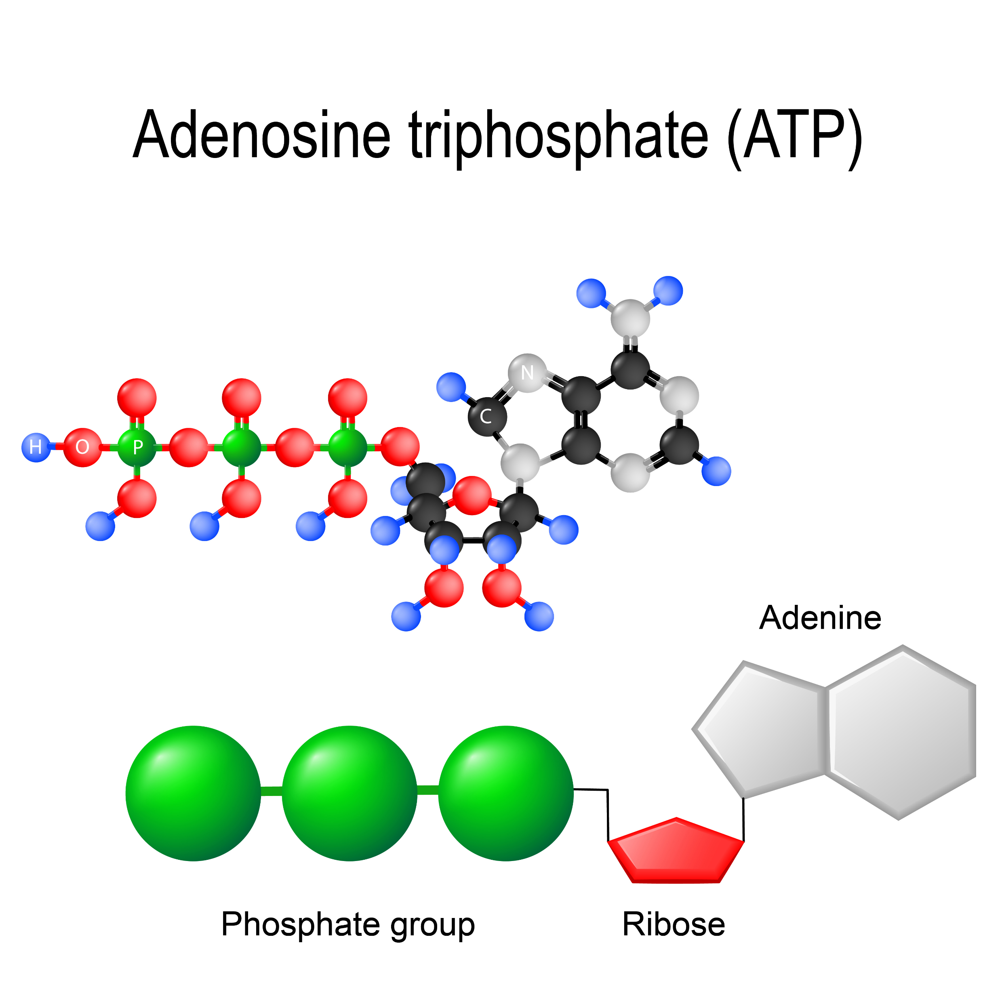 Adenosine triphosphate (ATP)
N
C
H O P
Adenine
Phosphate group
Ribose